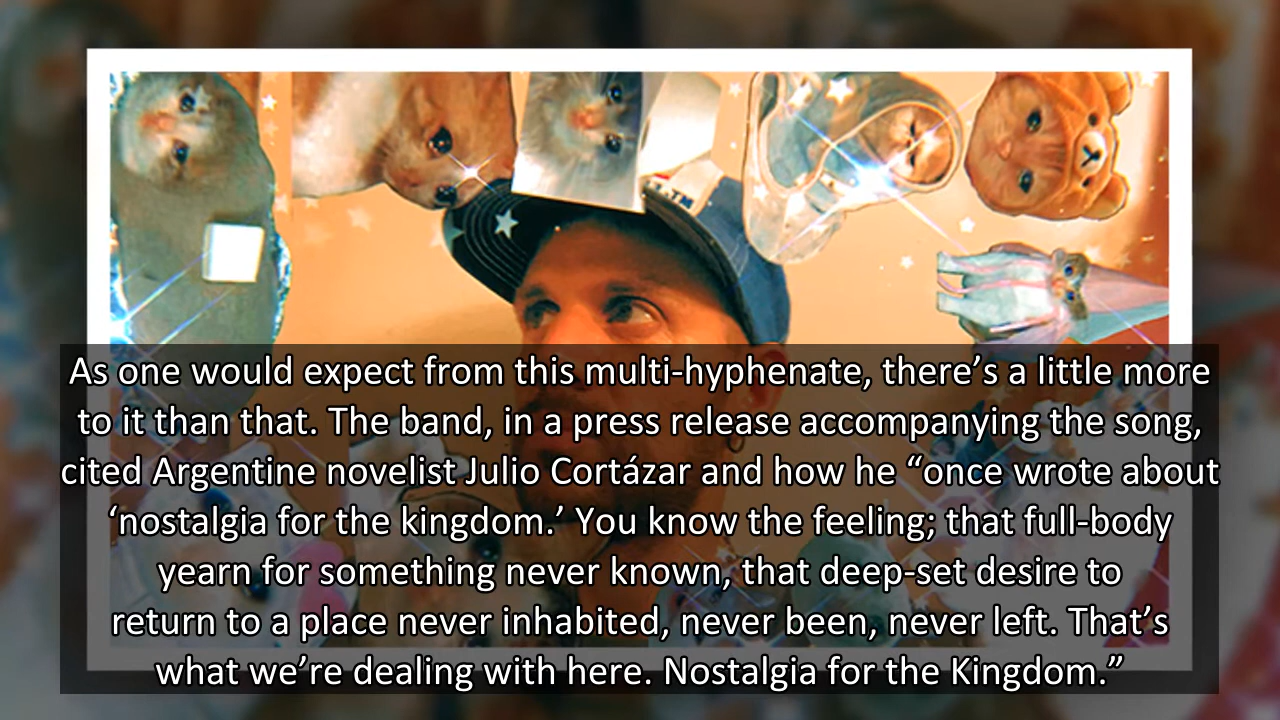 TM
As one would expect from this multi-hyphenate, there’s a little more
to it than that. The band, in a press release accompanying the song,
cited Argentine novelist Julio Cortázar and how he “once wrote about
‘nostalgia for the kingdom.’ You know the feeling; that full-body
yearn for something never known, that deep-set desire to
return to a place never inhabited, never been, never left. That’s
what we’re dealing with here. Nostalgia for the Kingdom.”